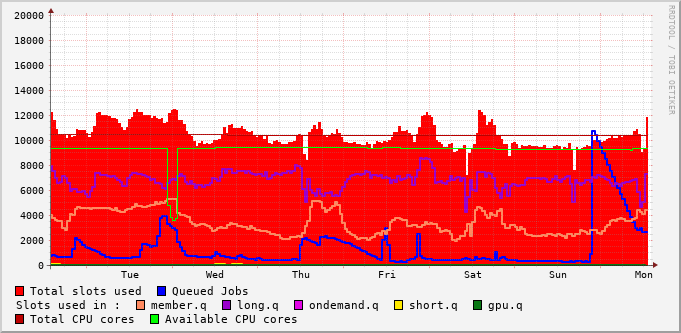 RRDTOOL / TOBI OETIKER
20000
18000
16000
14000
12000
10000
8000
6000
4000
2000
0
Tue Wed Thu Fri Sat Sun Mon
Total slots used Queued Jobs
Slots used in : member.q long.q ondemand.q short.q gpu.q
Total CPU cores Available CPU cores